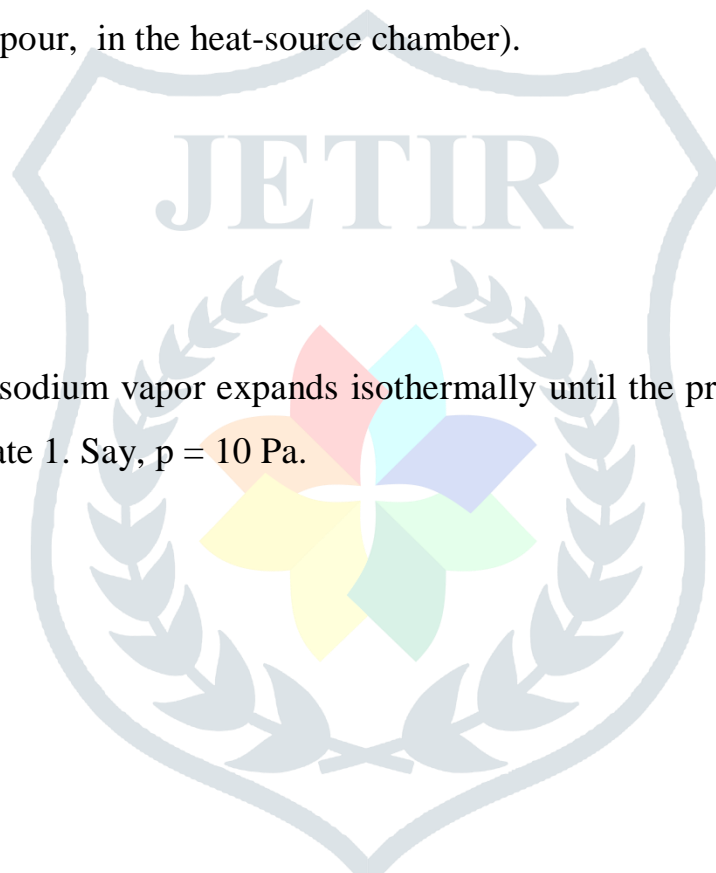 pour, in the heat-source chamber).
JETIR
sodium vapor expands isothermally until the pr
ate 1. Say, p = 10 Pa.